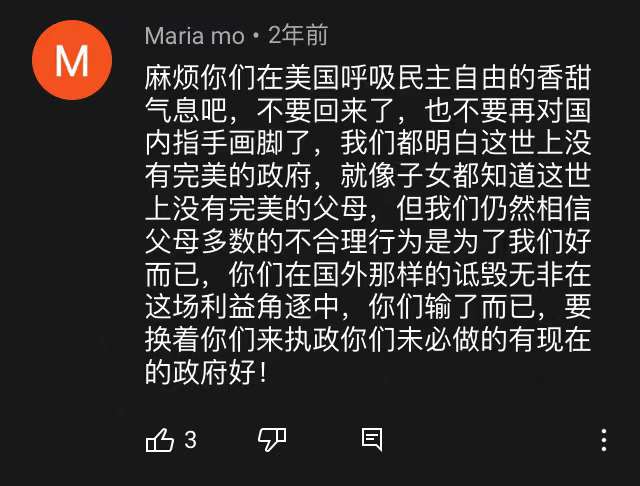 M
Maria mo • 2年前
麻烦你们在美国呼吸民主自由的香甜
气息吧，不要回来了，也不要再对国
内指手画脚了，我们都明白这世上没
有完美的政府，就像子女都知道这世
上没有完美的父母，但我们仍然相信
父母多数的不合理行为是为了我们好
而已，你们在国外那样的诋毁无非在
这场利益角逐中，你们输了而已，要
换着你们来执政你们未必做的有现在
的政府好！
3